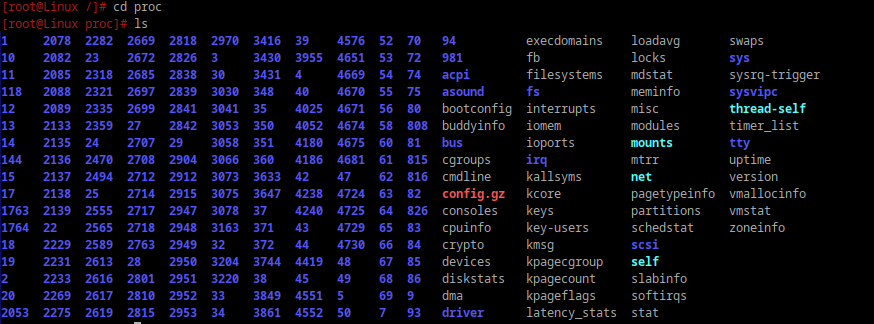 [root@Linux /]# cd proc
[root@Linux proc]# ls
1 2078 2282 2669 2818 2970 3416 39 4576 52 70 94 execdomains loadavg swaps
10 2082 23 2672 2826 3 3430 3955 4651 53 72 981 fb locks sys
11 2085 2318 2685 2838 30 3431 4 4669 54 74 acpi filesystems mdstat sysrq-trigger
118 2088 2321 2697 2839 3030 348 40 4670 55 75 asound fs meminfo sysvipc
12 2089 2335 2699 2841 3041 35 4025 4671 56 80 bootconfig interrupts misc thread-self
13 2133 2359 27 2842 3053 350 4052 4674 58 808 buddyinfo iomem modules timer_list
14 2135 24 2707 29 3058 351 4180 4675 60 81 bus ioports mounts tty
144 2136 2470 2708 2904 3066 360 4186 4681 61 815 cgroups irq mtrr uptime
15 2137 2494 2712 2912 3073 3633 42 47 62 816 cmdline kallsyms net version
17 2138 25 2714 2915 3075 3647 4238 4724 63 82 config.gz kcore pagetypeinfo vmallocinfo
1763 2139 2555 2717 2947 3078 37 4240 4725 64 826 consoles keys partitions vmstat
1764 22 2565 2718 2948 3163 371 43 4729 65 83 cpuinfo key-users schedstat zoneinfo
18 2229 2589 2763 2949 32 372 44 4730 66 84 crypto kmsg scsi
19 2231 2613 28 2950 3204 3744 4419 48 67 85 devices kpagecgroup self
2 2233 2616 2801 2951 3220 38 45 49 68 86 diskstats kpagecount slabinfo
20 2269 2617 2810 2952 33 3849 4551 5 69 9 dma kpageflags softirqs
2053 2275 2619 2815 2953 34 3861 4552 50 7 93 driver latency_stats stat